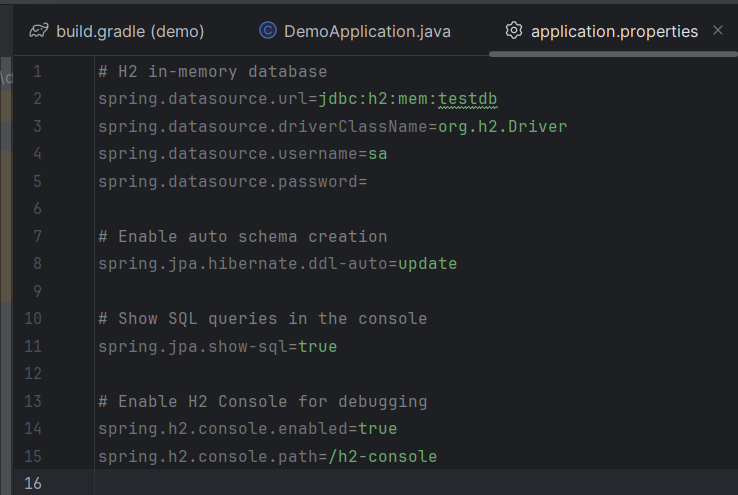 \d
build.gradle (demo) DemoApplication.java application.properties
1 # H2 in-memory database
2 spring.datasource.url=jdbc:h2:mem:testdb
3 spring.datasource.driverClassName=org.h2.Driver
4 spring.datasource.username=sa
5 spring.datasource.password=
6
7 # Enable auto schema creation
8 spring.jpa.hibernate.ddl-auto=update
9
10 # Show SQL queries in the console
11 spring.jpa.show-sql=true
12
13 # Enable H2 Console for debugging
14 spring.h2.console.enabled=true
15 spring.h2.console.path=/h2-console
16